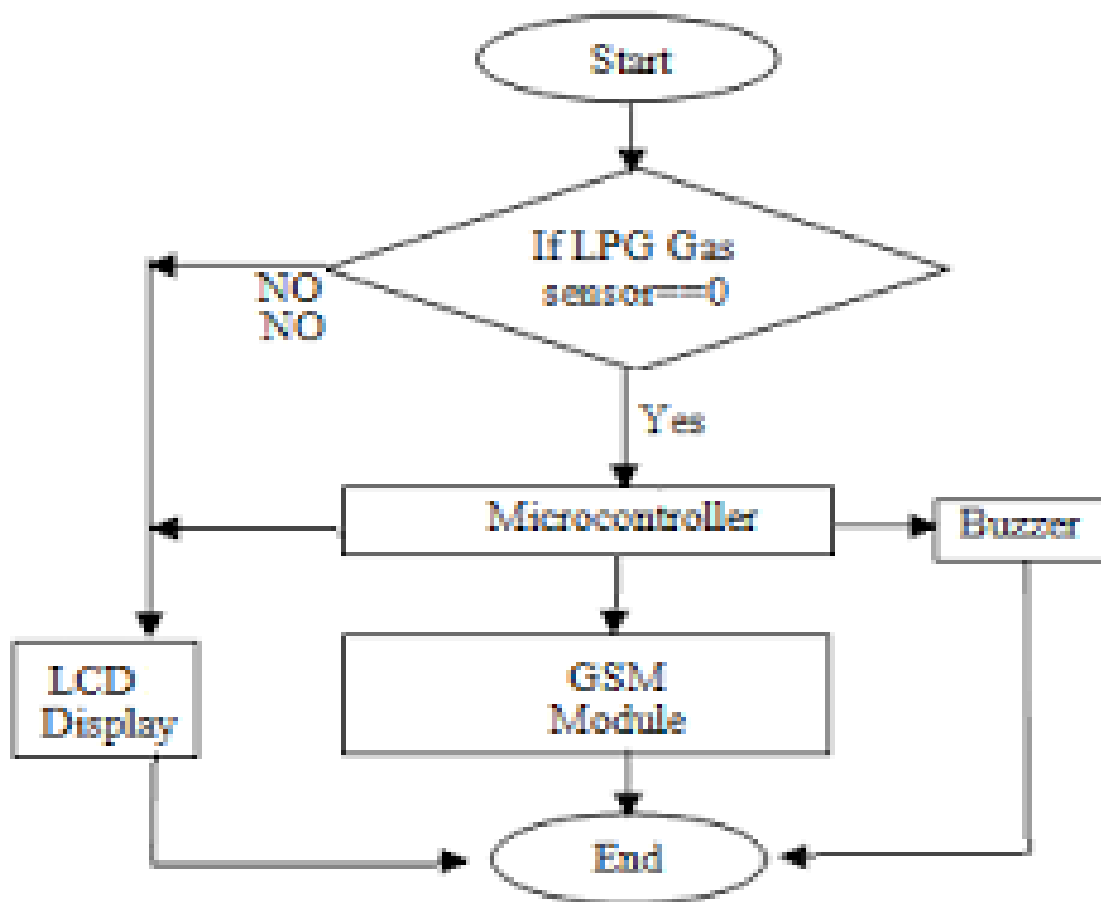 Start
If LPG Gas
sensor==0
NO
NO
Yes
Microcontroller
Buzzer
LCD
Display
GSM
Module
End